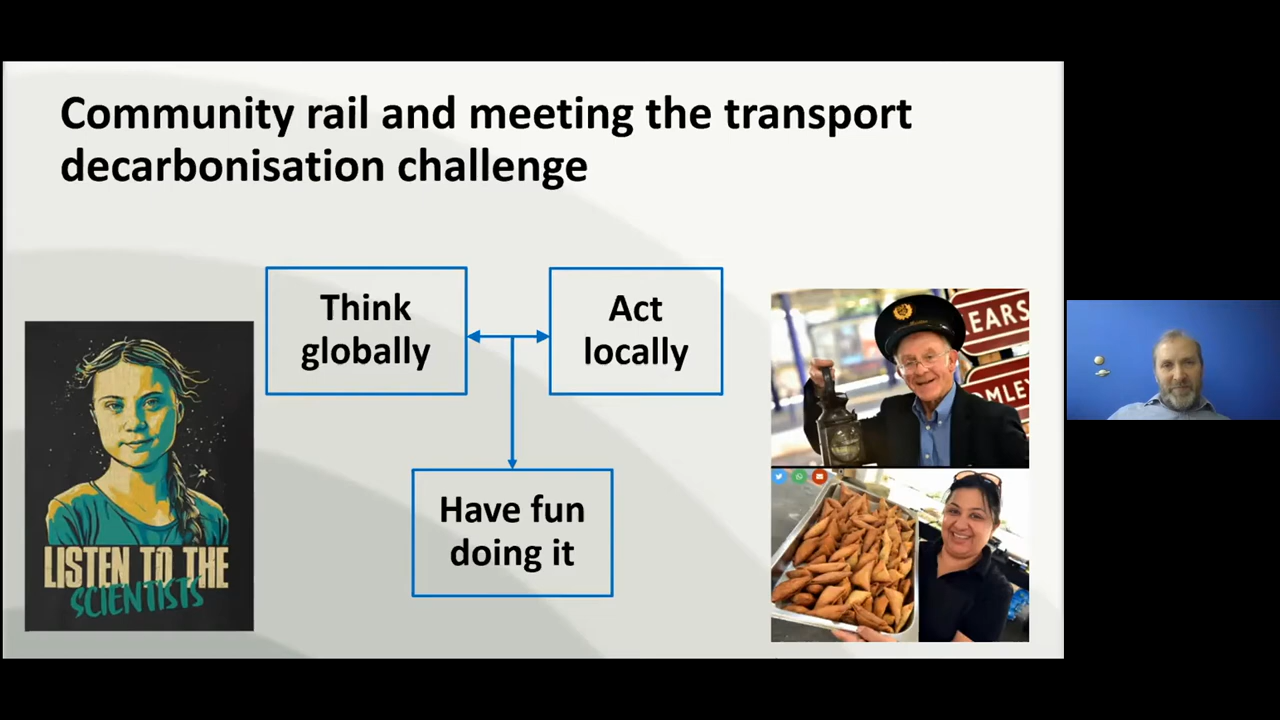 Community rail and meeting the transport
decarbonisation challenge
Think
globally
Act
locally
Have fun
doing it
LISTEN TO THE
SCIENTISTS